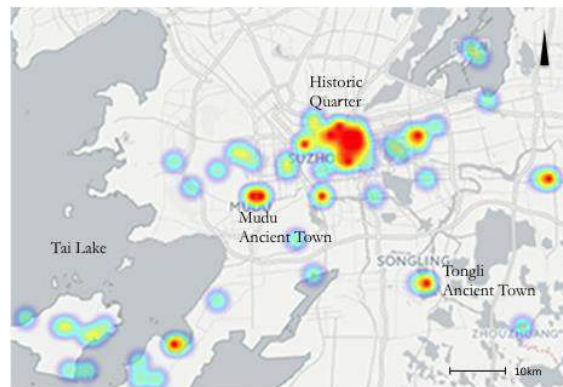 Historic
Quarter
SUZHO
MUDU
Mudu
Ancient Town
Tai Lake
SONGLING
Tongli
Ancient Town
ZHOUZHUANG
10km